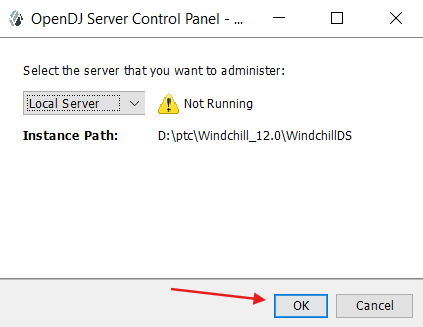 OpenDJ Server Control Panel - ...
Select the server that you want to administer:
Local Server Not Running
Instance Path: D:\ptc\Windchill_12.0\WindchillDS
OK Cancel